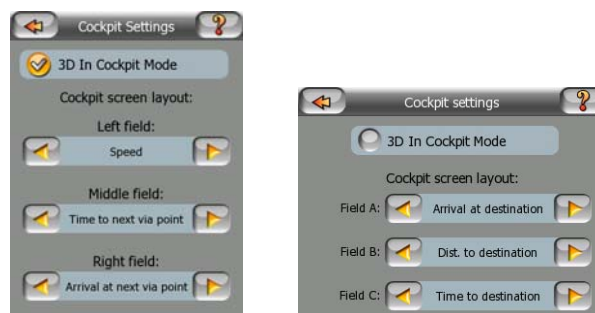 Cockpit Settings
?
3D In Cockpit Mode
Cockpit screen layout:
Left field:
Speed
Middle field:
Time to next via point
Right field:
Arrival at next via point
Cockpit settings
?
3D In Cockpit Mode
Cockpit screen layout:
Field A: Arrival at destination
Field B: Dist. to destination
Field C: Time to destination